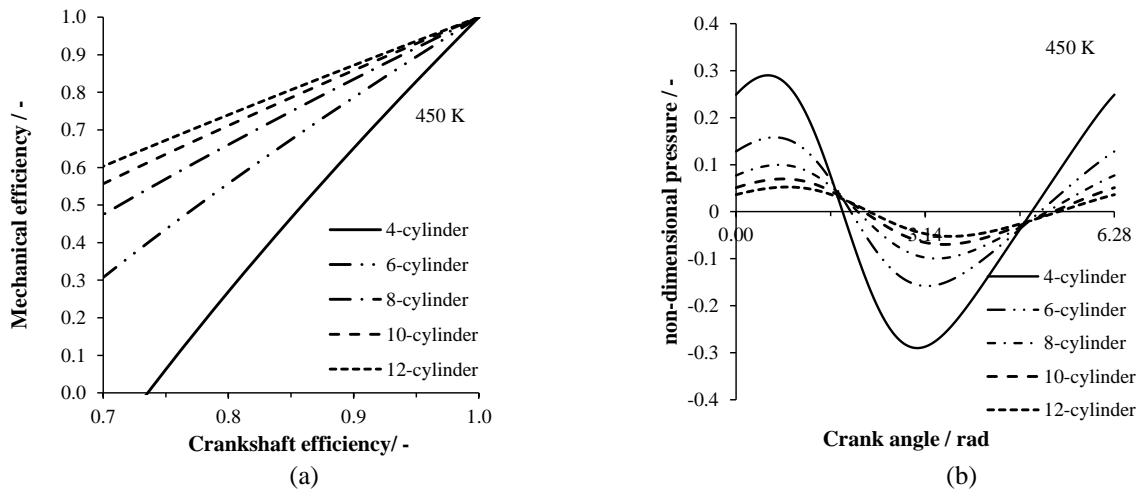 1.0
0.9
0.8
0.7
0.6
0.5
0.4
0.3
0.2
0.1
0.0
Mechanical efficiency / -
450 K
4-cylinder
6-cylinder
8-cylinder
10-cylinder
12-cylinder
0.7 0.8 0.9 1.0
Crankshaft efficiency/ -
(a)
0.4
0.3
0.2
0.1
0
-0.1
-0.2
-0.3
-0.4
non-dimensional pressure / -
450 K
0.00 3.14 6.28
4-cylinder
6-cylinder
8-cylinder
10-cylinder
12-cylinder
Crank angle / rad
(b)